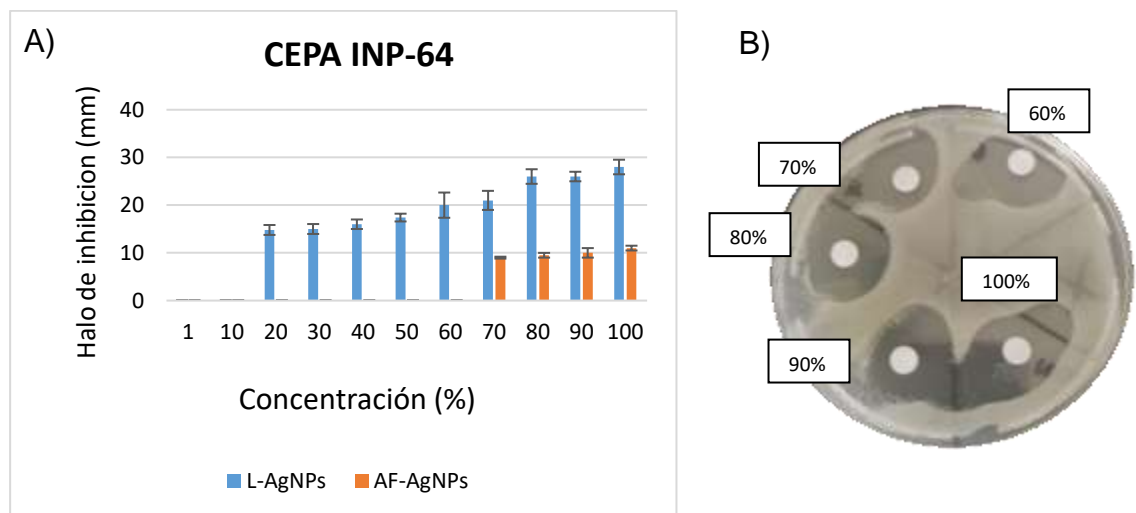 A)
CEPA INP-64
Halo de inhibicion (mm)
40
30
20
10
0
1 10 20 30 40 50 60 70 80 90 100
Concentración (%)
L-AgNPs AF-AgNPs
B)
60%
70%
80%
100%
90%